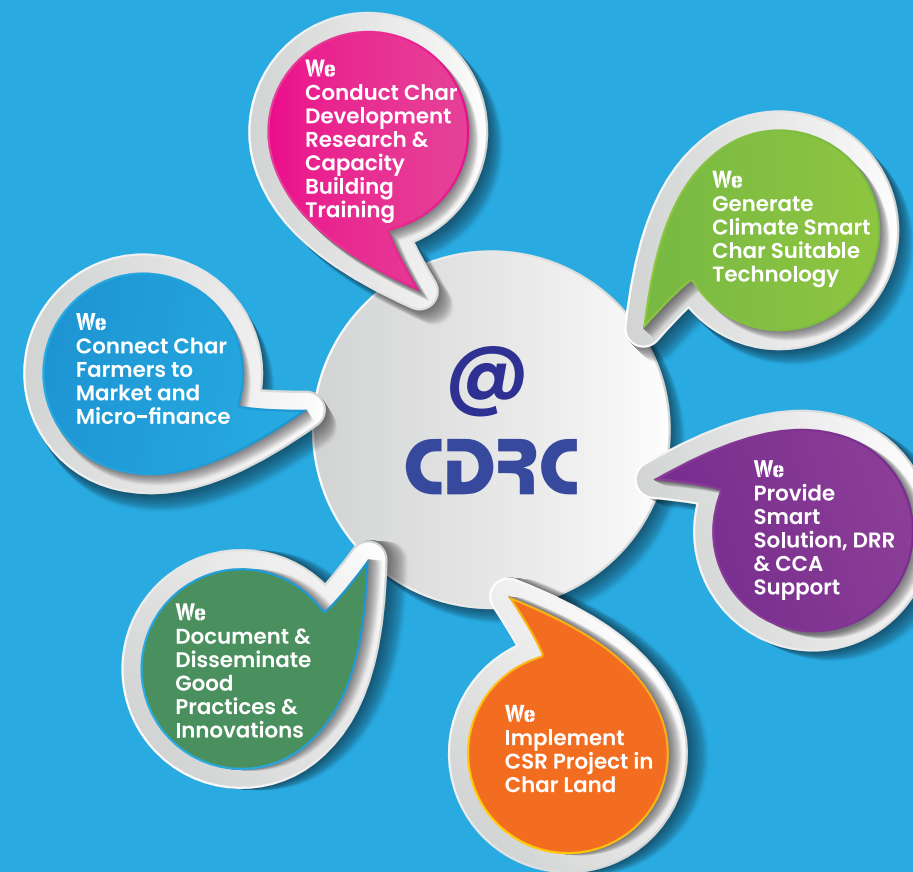 We
Conduct Char
Development
Research &
Capacity
Building
Training
We
Generate
Climate Smart
Char Suitable
Technology
We
Connect Char
Farmers to
Market and
Micro-finance
@
CDRC
We
Provide
Smart
Solution, DRR
& CCA
Support
We
Document &
Disseminate
Good
Practices &
Innovations
We
Implement
CSR Project in
Char Land